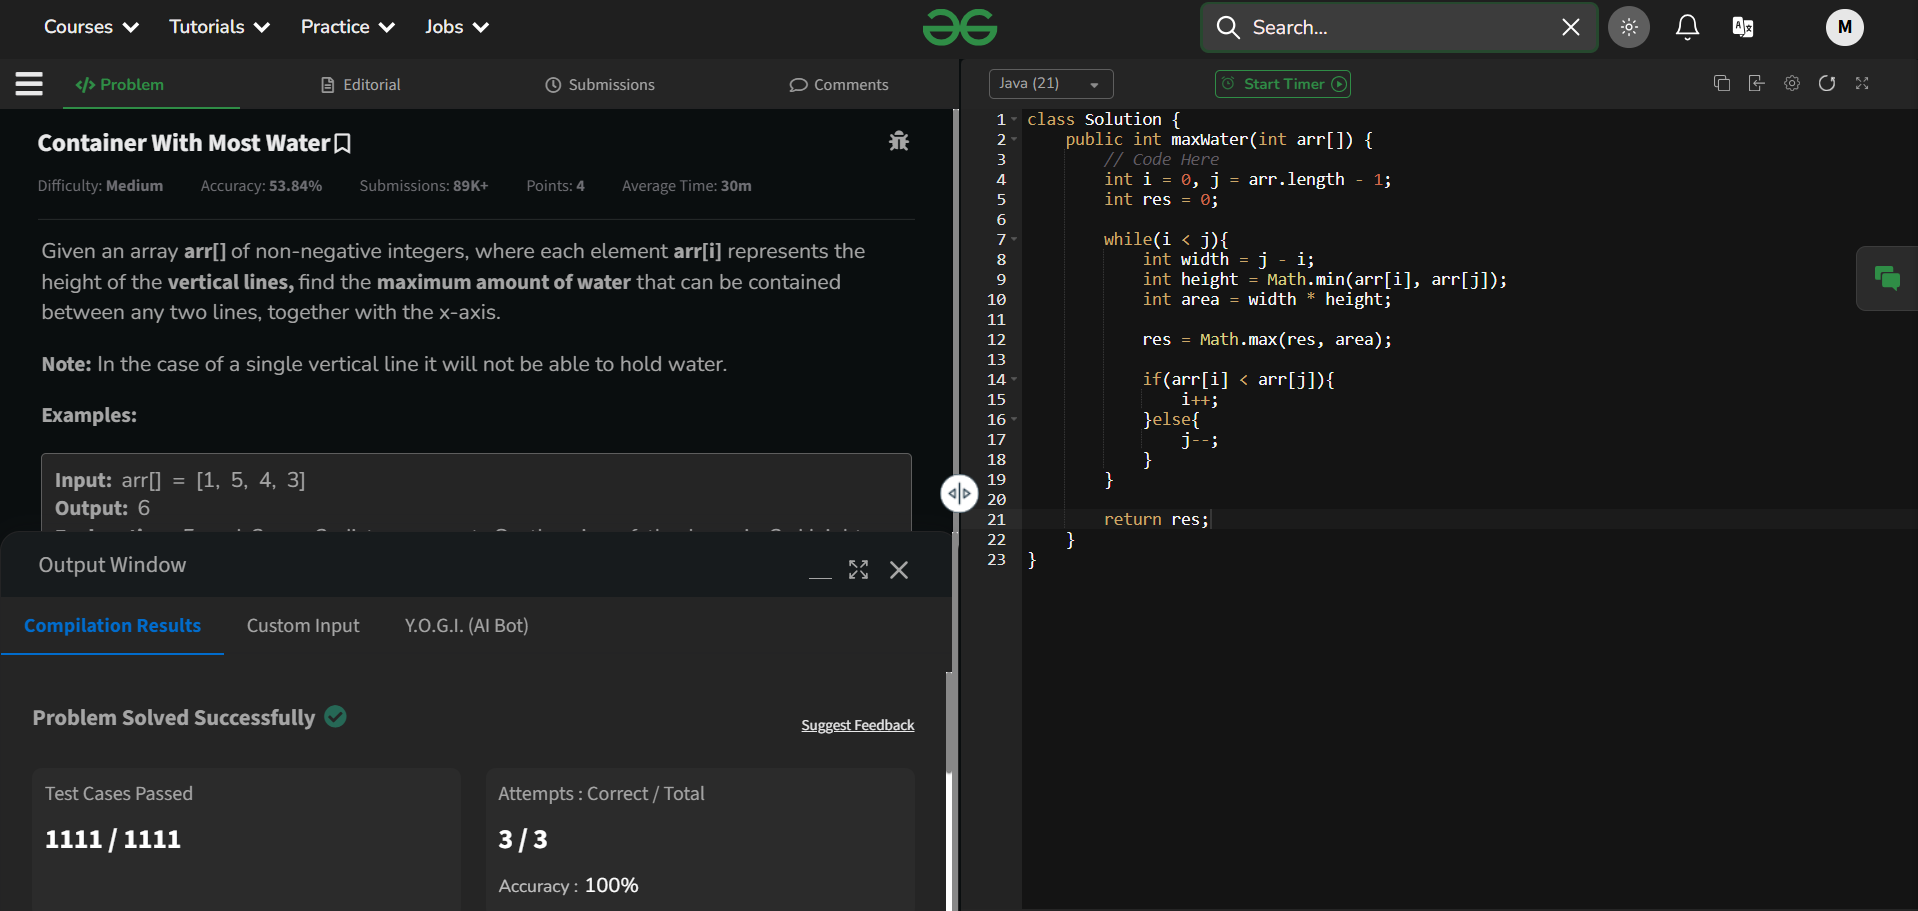 Courses Tutorials Practice Jobs Search... M
Problem Editorial Submissions Comments
Container With Most Water
Difficulty: Medium Accuracy: 53.84% Submissions: 89K+ Points: 4 Average Time: 30m
Given an array arr[] of non-negative integers, where each element arr[i] represents the
height of the vertical lines, find the maximum amount of water that can be contained
between any two lines, together with the x-axis.
Note: In the case of a single vertical line it will not be able to hold water.
Examples:
Input: arr[] = [1, 5, 4, 3]
Output: 6
Output Window
Compilation Results Custom Input Y.O.G.I. (AI Bot)
Problem Solved Successfully
Suggest Feedback
Test Cases Passed
1111 / 1111
Attempts : Correct / Total
3 / 3
Accuracy : 100%
Java (21) Start Timer
1 class Solution {
2     public int maxWater(int arr[]) {
3         // Code Here
4         int i = 0, j = arr.length - 1;
5         int res = 0;
6
7         while(i < j){
8             int width = j - i;
9             int height = Math.min(arr[i], arr[j]);
10             int area = width * height;
11
12             res = Math.max(res, area);
13
14             if(arr[i] < arr[j]){
15                 i++;
16             }else{
17                 j--;
18             }
19         }
20
21         return res;
22     }
23 }